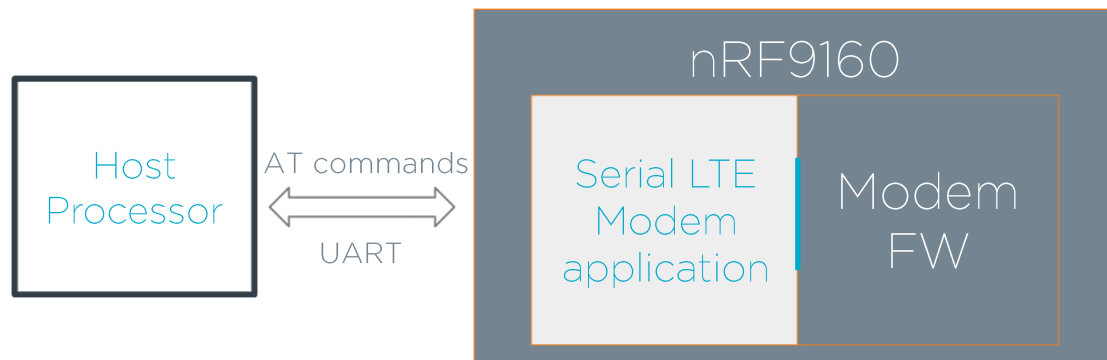 nRF9160
Host
Processor
AT commands
UART
Serial LTE
Modem
application
Modem
FW